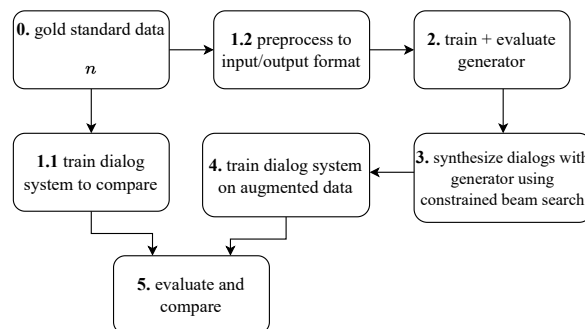 0. gold standard data
n
1.2 preprocess to
input/output format
2. train + evaluate
generator
1.1 train dialog
system to compare
4. train dialog system
on augmented data
3. synthesize dialogs with
generator using
constrained beam search
5. evaluate and
compare